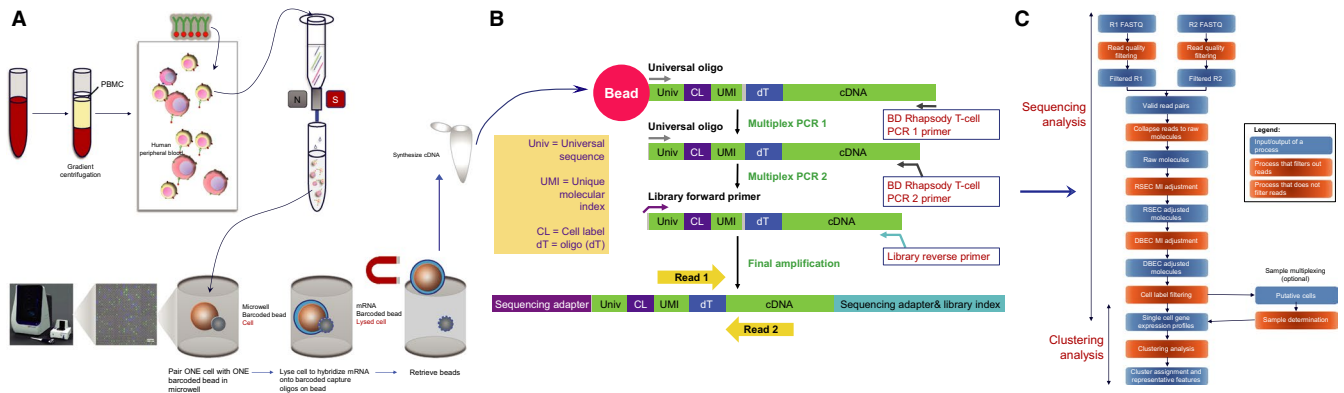 A
PBMC
Gradient
centrifugation
Human
peripheral blood
N
S
Microwell
Barcoded bead
Cell
mRNA
Barcoded bead
Lysed cell
Pair ONE cell with ONE
barcoded bead in
microwell
Lyse cell to hybridize mRNA
onto barcoded capture
oligos on bead
Retrieve beads
Synthesize cDNA
B
Universal oligo
Bead
Univ
CL
UMI
dT
cDNA
Multiplex PCR 1
BD Rhapsody T-cell
PCR 1 primer
Universal oligo
Univ
CL
UMI
dT
cDNA
Multiplex PCR 2
BD Rhapsody T-cell
PCR 2 primer
Library forward primer
Univ
CL
UMI
dT
cDNA
Library reverse primer
Final amplification
Univ = Universal
sequence
UMI = Unique
molecular
index
CL = Cell label
dT = oligo (dT)
Read 1
Sequencing adapter
Univ
CL
UMI
dT
cDNA
Sequencing adapter& library index
Read 2
C
Sequencing
analysis
Clustering
analysis
R1 FASTQ
R2 FASTQ
Read quality
filtering
Read quality
filtering
Filtered R1
Filtered R2
Valid read pairs
Collapse reads to raw
molecules
Raw molecules
RSEC MI adjustment
RSEC
adjusted
molecules
DBEC MI adjustment
DBEC adjusted
molecules
Cell label filtering
Single cell gene
expression profiles
Clustering analysis
Cluster assignment and
representative features
Sample multiplexing
(optional)
Putative cells
Sample determination
Legend:
Input/output of a
process
Process that filters out
reads
Process that does not
filter reads